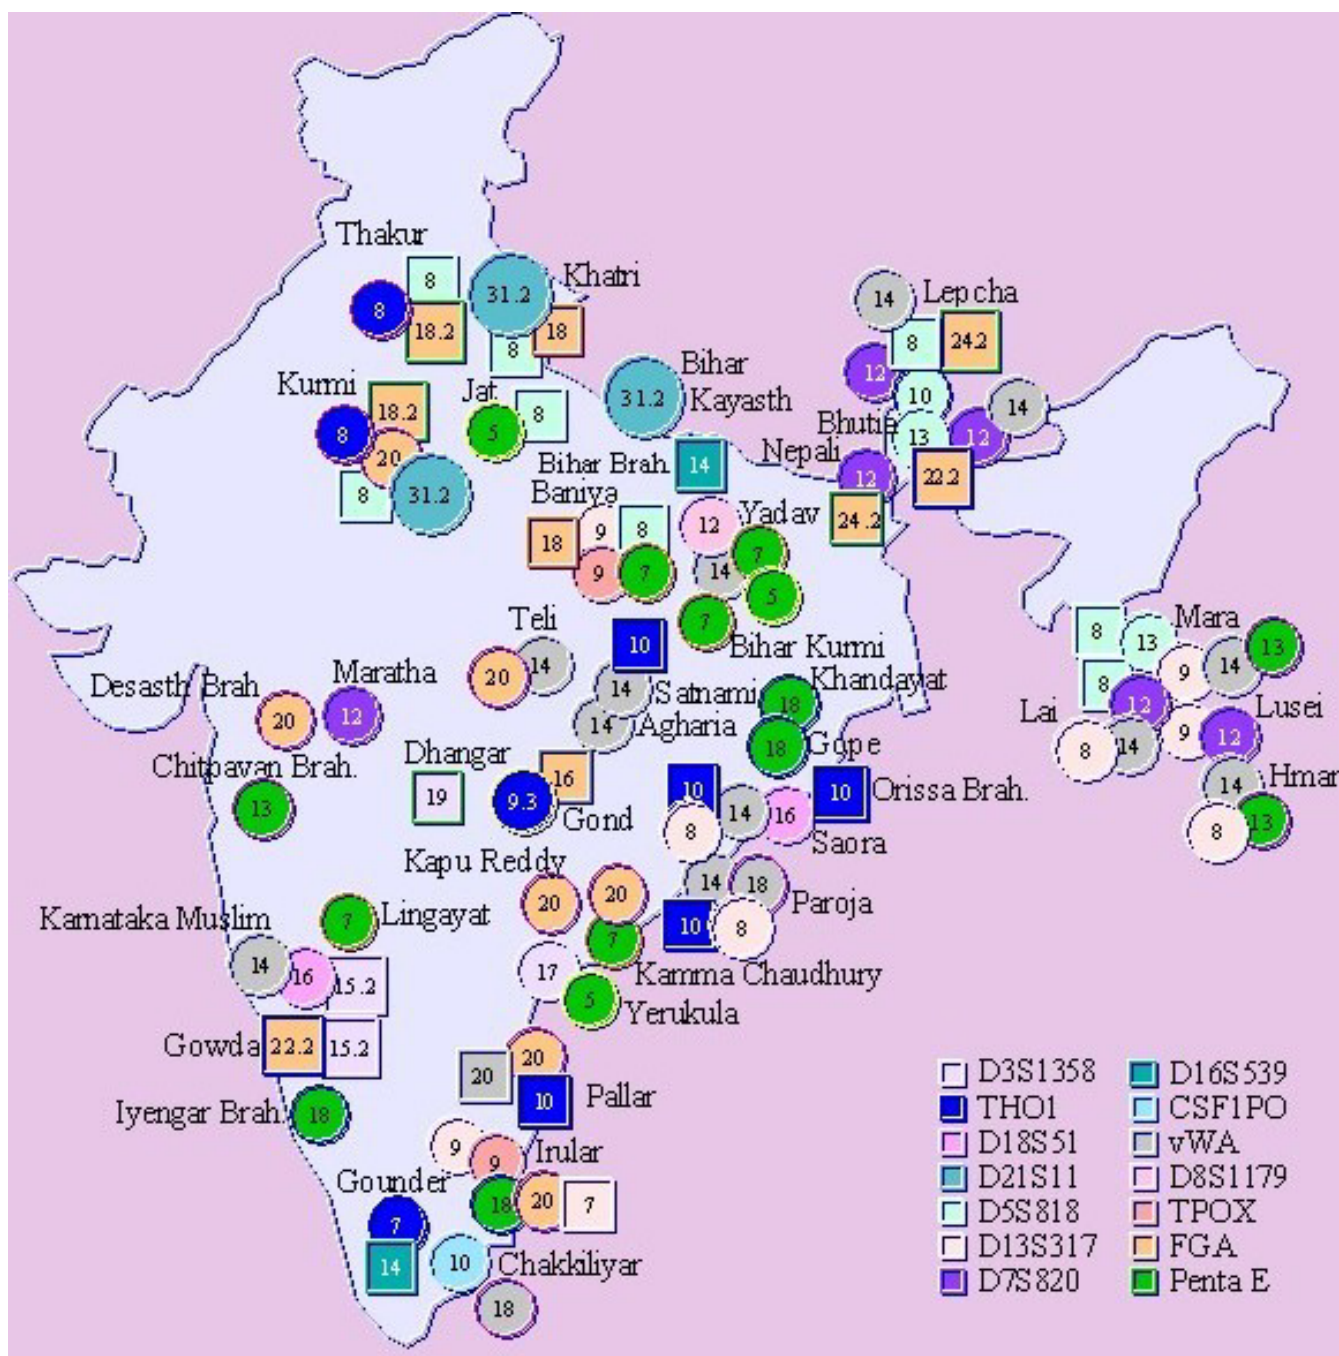 Thakur
8
Khatri
31.2
8
18.2
18
8
Lepcha
14
8
24.2
12
10
14
Bhutia
13
12
Nepali
12
22.2
24.2
Kurmi
18.2
8
20
8
31.2
Jat
8
5
Bihar
Kayasth
31.2
Bihar Brah.
14
Baniya
18
9
8
9
7
Yadav
12
7
14
5
7
Bihar Kurmi
Teli
14
20
10
14
Satnami
14
Agharia
Khandayat
18
Gope
18
Desasth Brah
20
Maratha
12
Chitpavan Brah.
13
Dhangar
19
16
9.3
Gond
10
14
8
16
Saora
10
Orissa Brah.
8
13
Mara
13
9
14
8
12
Lai
8
14
9
12
Lusei
Hmar
14
8
13
Kapu Reddy
20
20
7
Kamma Chaudhury
14
18
Paroja
10
8
17
5
Yerukula
Karnataka Muslim
14
16
15.2
7
Lingayat
Gowda
22.2
15.2
Iyengar Brah.
18
20
20
10
Pallar
9
9
Irular
18
20
7
Gounder
7
14
10
Chakkiliyar
18
D3S1358
D16S539
THO1
CSF1PO
D18S51
vWA
D21S11
D8S1179
D5S818
TPOX
D13S317
FGA
D7S820
Penta E